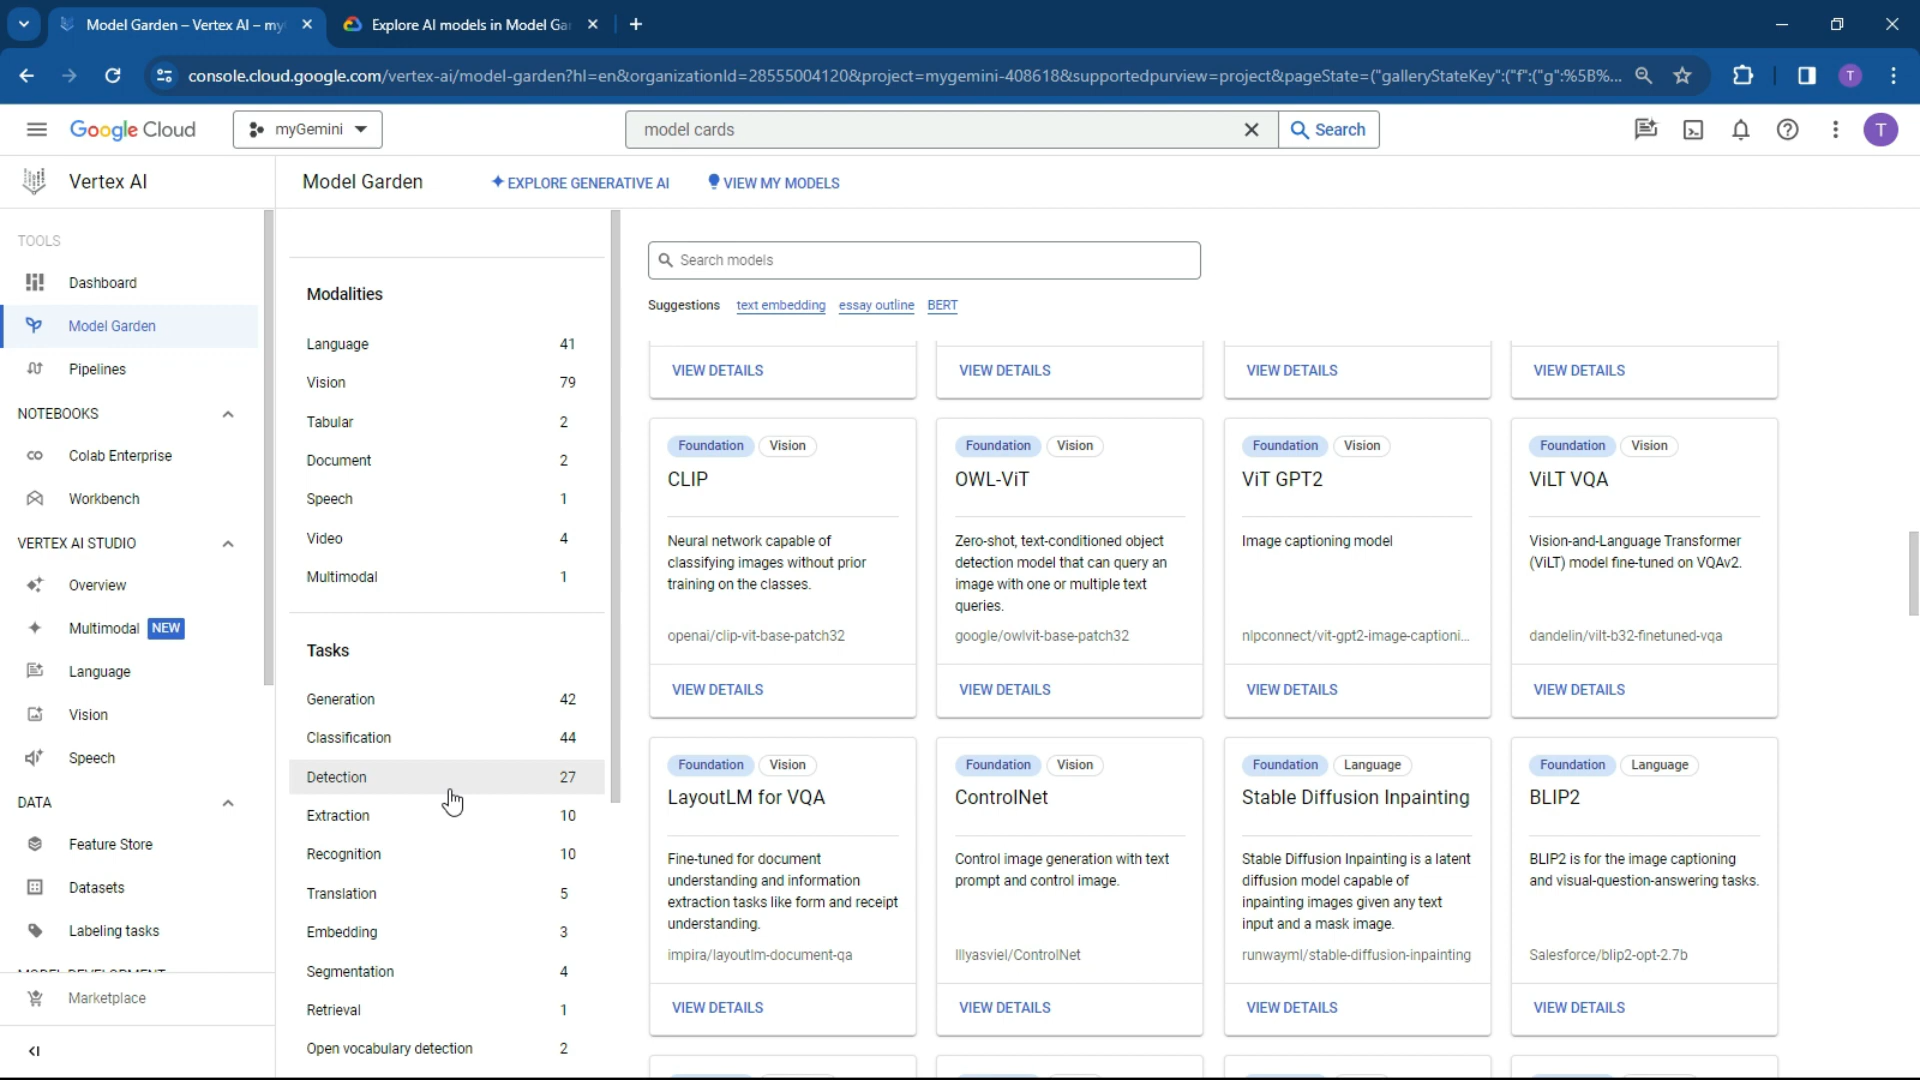 Model Garden – Vertex AI – my
Explore AI models in Model Ga
console.cloud.google.com/vertex-ai/model-garden?hl=en&organizationId=28555004120&project=mygemini-408618&supportedpurview=project&pageState=("galleryStateKey":("f":("g":%5B%...
T
Google Cloud
myGemini
model cards
Search
T
Vertex AI
Model Garden
EXPLORE GENERATIVE AI
VIEW MY MODELS
TOOLS
Dashboard
Model Garden
Pipelines
NOTEBOOKS
Colab Enterprise
Workbench
VERTEX AI STUDIO
Overview
Multimodal NEW
Language
Vision
Speech
DATA
Feature Store
Datasets
Labeling tasks
MODEL DEVELOPMENT
Marketplace
Modalities
Language 41
Vision 79
Tabular 2
Document 2
Speech 1
Video 4
Multimodal 1
Tasks
Generation 42
Classification 44
Detection 27
Extraction 10
Recognition 10
Translation 5
Embedding 3
Segmentation 4
Retrieval 1
Open vocabulary detection 2
Search models
Suggestions text embedding essay outline BERT
VIEW DETAILS
VIEW DETAILS
VIEW DETAILS
VIEW DETAILS
Foundation Vision
CLIP
Neural network capable of
classifying images without prior
training on the classes.
openai/clip-vit-base-patch32
VIEW DETAILS
Foundation Vision
OWL-ViT
Zero-shot, text-conditioned object
detection model that can query an
image with one or multiple text
queries.
google/owlvit-base-patch32
VIEW DETAILS
Foundation Vision
ViT GPT2
Image captioning model
nlpconnect/vit-gpt2-image-captioni...
VIEW DETAILS
Foundation Vision
ViLT VQA
Vision-and-Language Transformer
(ViLT) model fine-tuned on VQAv2.
dandelin/vilt-b32-finetuned-vqa
VIEW DETAILS
Foundation Vision
LayoutLM for VQA
Fine-tuned for document
understanding and information
extraction tasks like form and receipt
understanding.
impira/layoutlm-document-qa
VIEW DETAILS
Foundation Vision
ControlNet
Control image generation with text
prompt and control image.
lllyasviel/ControlNet
VIEW DETAILS
Foundation Language
Stable Diffusion Inpainting
Stable Diffusion Inpainting is a latent
diffusion model capable of
inpainting images given any text
input and a mask image.
runwayml/stable-diffusion-inpainting
VIEW DETAILS
Foundation Language
BLIP2
BLIP2 is for the image captioning
and visual-question-answering tasks.
Salesforce/blip2-opt-2.7b
VIEW DETAILS